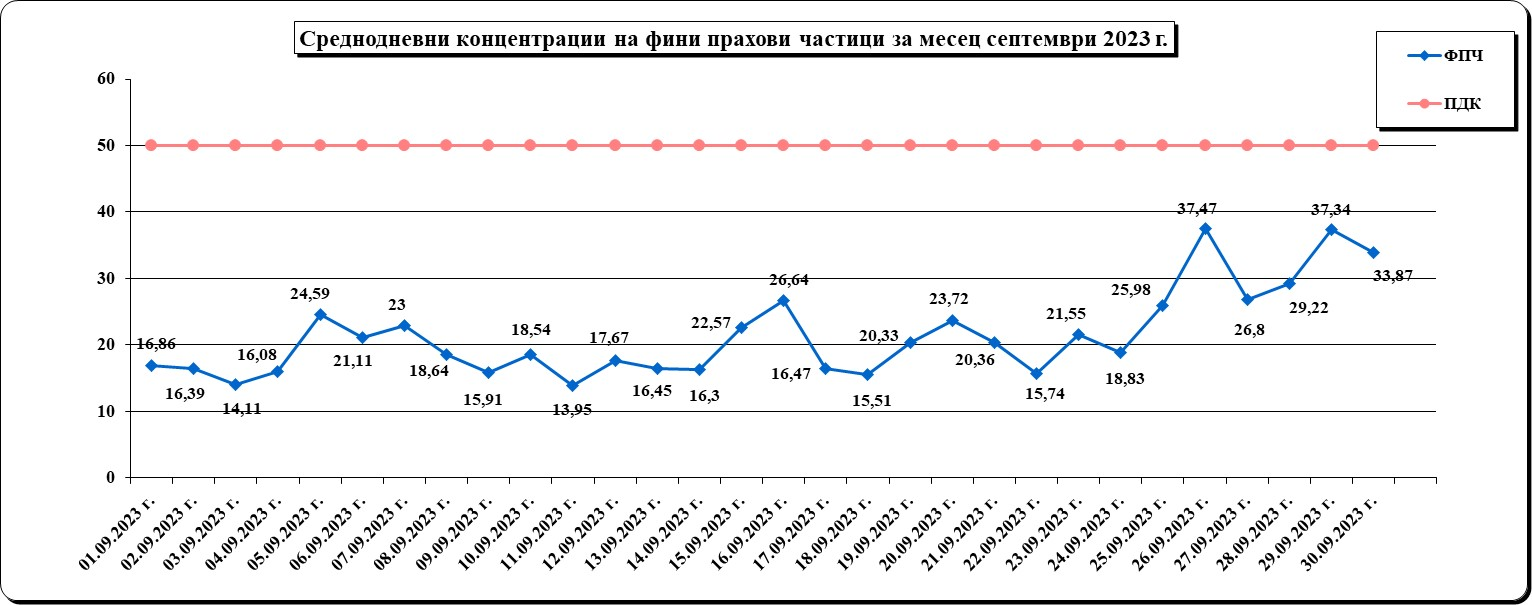 Среднодневни концентрации на фини прахови частици за месец септември 2023 г.
ФПЧ
ПДК
60
50
40
30
20
10
0
16,86
16,39
14,11
16,08
24,59
21,11
23
18,64
15,91
18,54
13,95
17,67
16,45
16,3
22,57
26,64
16,47
15,51
20,33
23,72
20,36
15,74
21,55
18,83
25,98
37,47
26,8
29,22
37,34
33,87
01.09.2023 г.
02.09.2023 г.
03.09.2023 г.
04.09.2023 г.
05.09.2023 г.
06.09.2023 г.
07.09.2023 г.
08.09.2023 г.
09.09.2023 г.
10.09.2023 г.
11.09.2023 г.
12.09.2023 г.
13.09.2023 г.
14.09.2023 г.
15.09.2023 г.
16.09.2023 г.
17.09.2023 г.
18.09.2023 г.
19.09.2023 г.
20.09.2023 г.
21.09.2023 г.
22.09.2023 г.
23.09.2023 г.
24.09.2023 г.
25.09.2023 г.
26.09.2023 г.
27.09.2023 г.
28.09.2023 г.
29.09.2023 г.
30.09.2023 г.